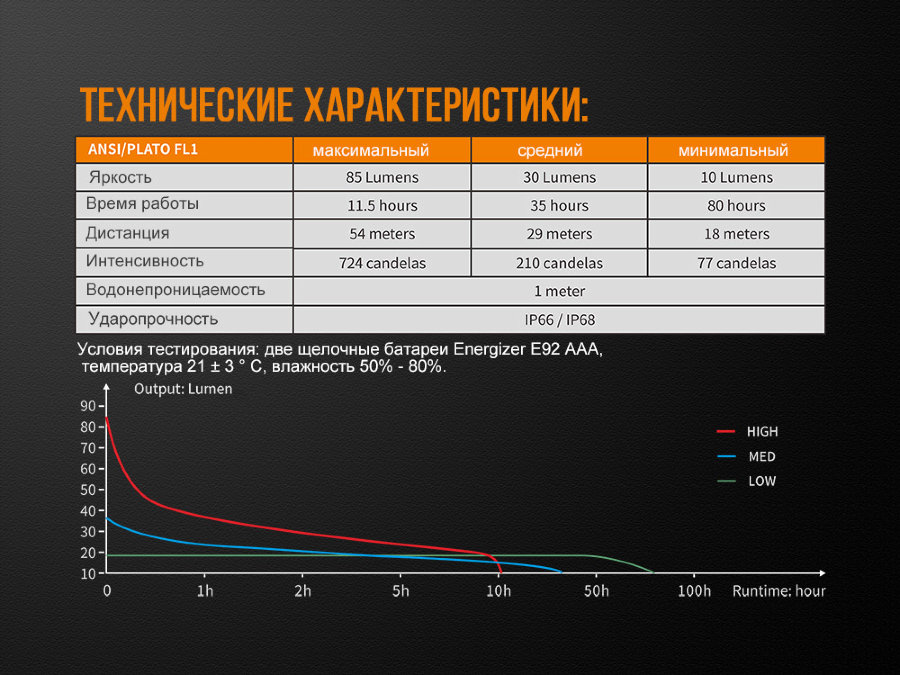 ТЕХНИЧЕСКИЕ ХАРАКТЕРИСТИКИ:
ANSI/PLATO FL1 максимальный средний минимальный
Яркость 85 Lumens 30 Lumens 10 Lumens
Время работы 11.5 hours 35 hours 80 hours
Дистанция 54 meters 29 meters 18 meters
Интенсивность 724 candelas 210 candelas 77 candelas
Водонепроницаемость 1 meter
Ударопрочность IP66 / IP68
Условия тестирования: две щелочные батареи Energizer E92 AAA,
температура 21 ± 3 ° C, влажность 50% - 80%.
Output: Lumen
90
80
70
60
50
40
30
20
10
HIGH
MED
LOW
0 1h 2h 5h 10h 50h 100h Runtime: hour